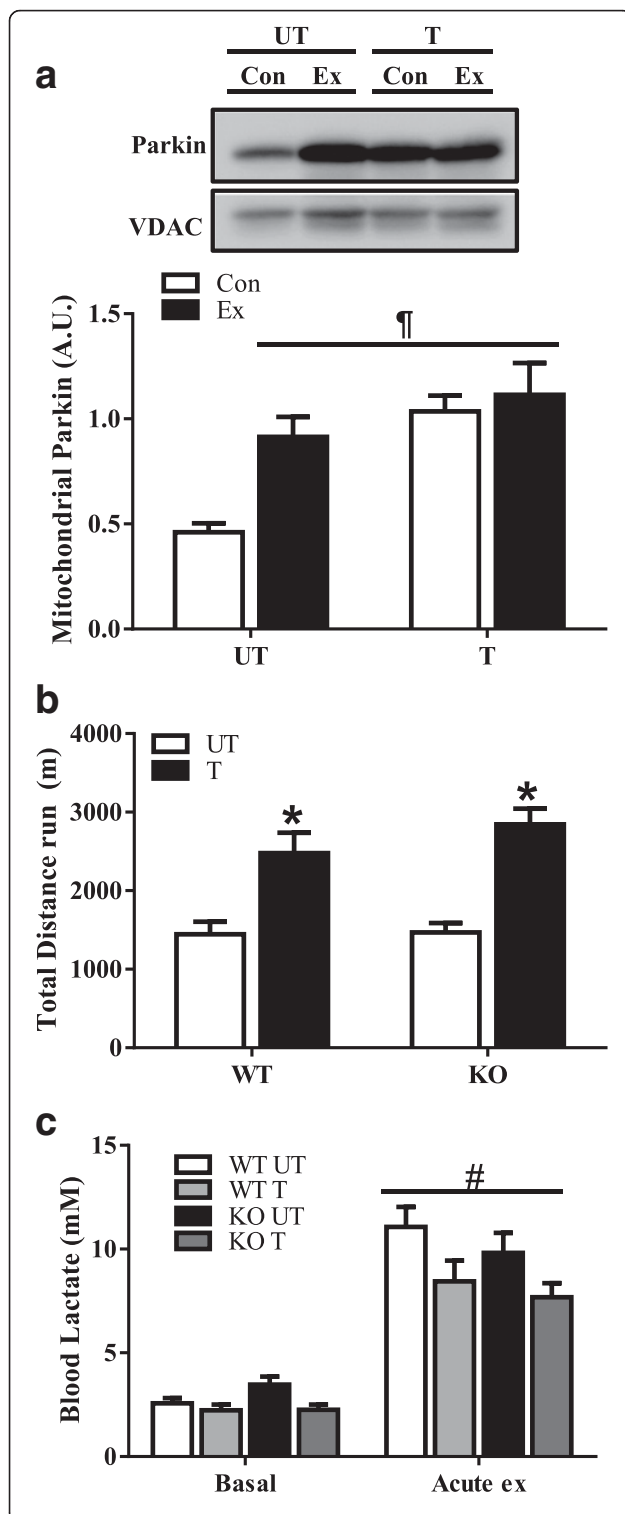 a
UT T
Con Ex Con Ex
Parkin
VDAC
Con
Ex
Mitochondrial Parkin (A.U.)
1.5
1.0
0.5
0.0
¶
UT T
b
Total Distance run (m)
4000
3000
2000
1000
0
UT
T
* *
WT KO
c
Blood Lactate (mM)
15
10
5
0
WT UT
WT T
KO UT
KO T
#
Basal Acute ex